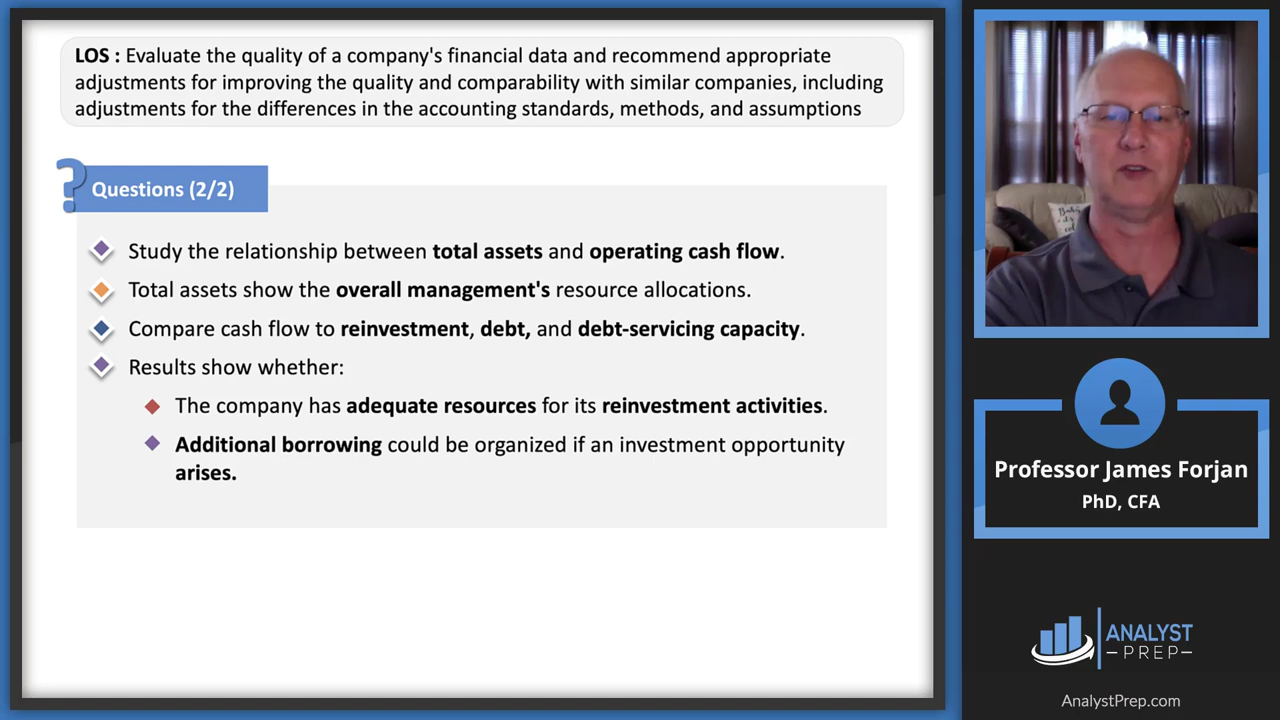 LOS : Evaluate the quality of a company's financial data and recommend appropriate
adjustments for improving the quality and comparability with similar companies, including
adjustments for the differences in the accounting standards, methods, and assumptions
?
Questions (2/2)
Study the relationship between total assets and operating cash flow.
Total assets show the overall management's resource allocations.
Compare cash flow to reinvestment, debt, and debt-servicing capacity.
Results show whether:
The company has adequate resources for its reinvestment activities.
Additional borrowing could be organized if an investment opportunity
arises.
Professor James Forjan
PhD, CFA
ANALYST
PREP
AnalystPrep.com